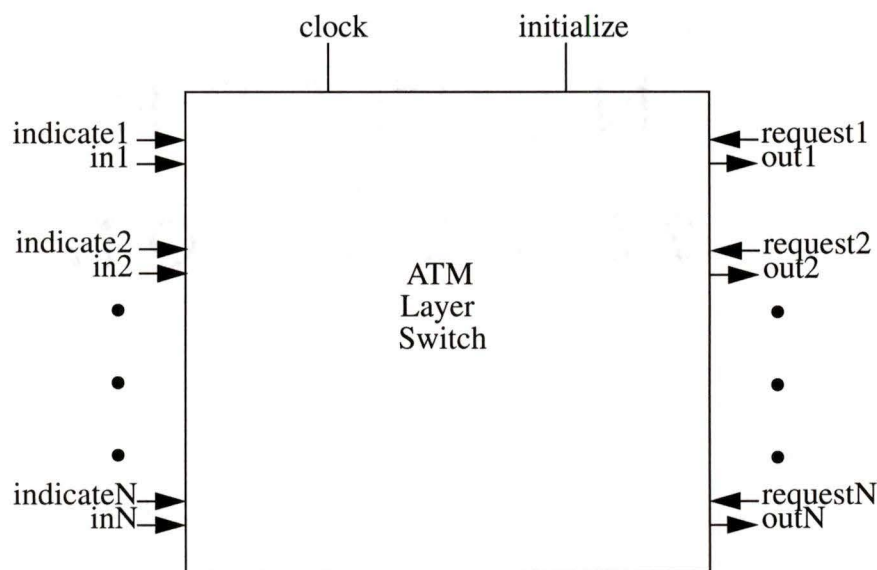 clock initialize
indicate1 request1
in1 out1
indicate2 request2
in2 out2
ATM
Layer
Switch
indicateN requestN
inN outN